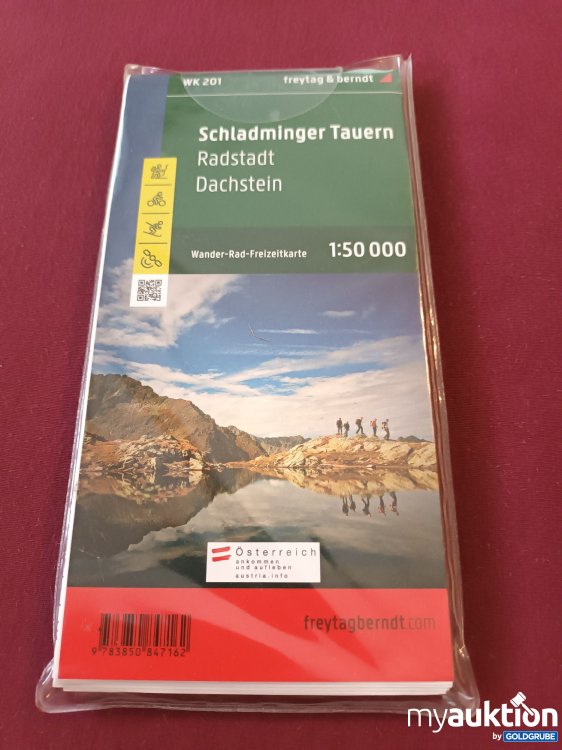 WK 201
freytag & berndt
Schladminger Tauern
Radstadt
Dachstein
Wander-Rad-Freizeitkarte
1:50 000
Österreich
ankommen
und aufleben
austria.info
freytagberndt.com
9 783850 847162
myauktion
by GOLDGRUBE